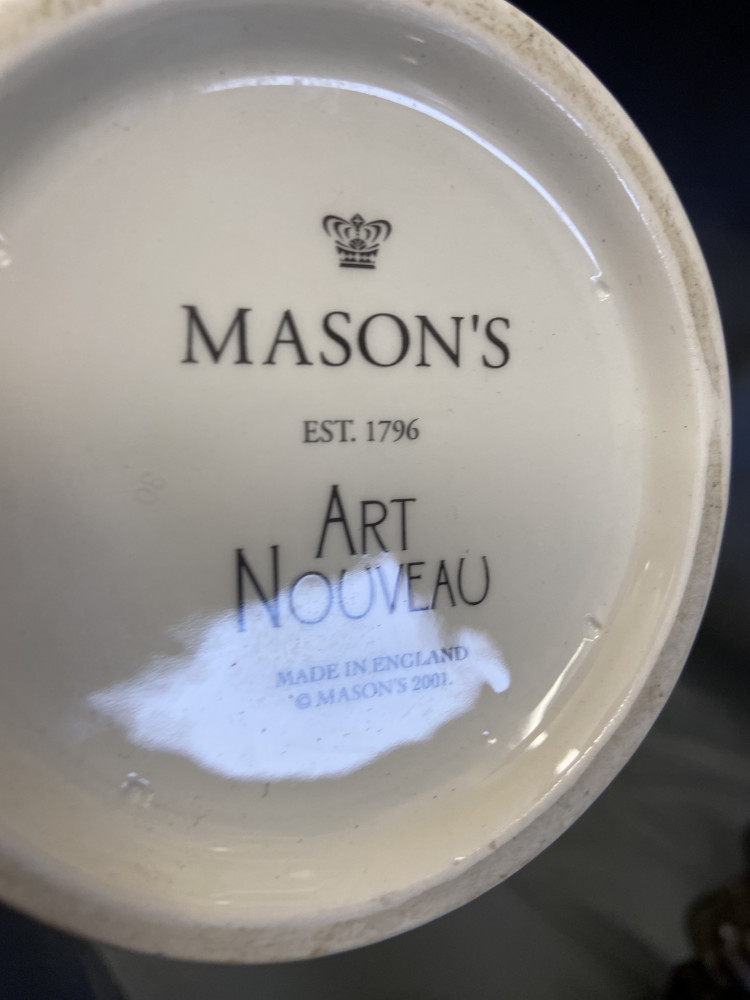 MASON'S
EST. 1796
ART
NOUVEAU
MADE IN ENGLAND
© MASON'S 2001.